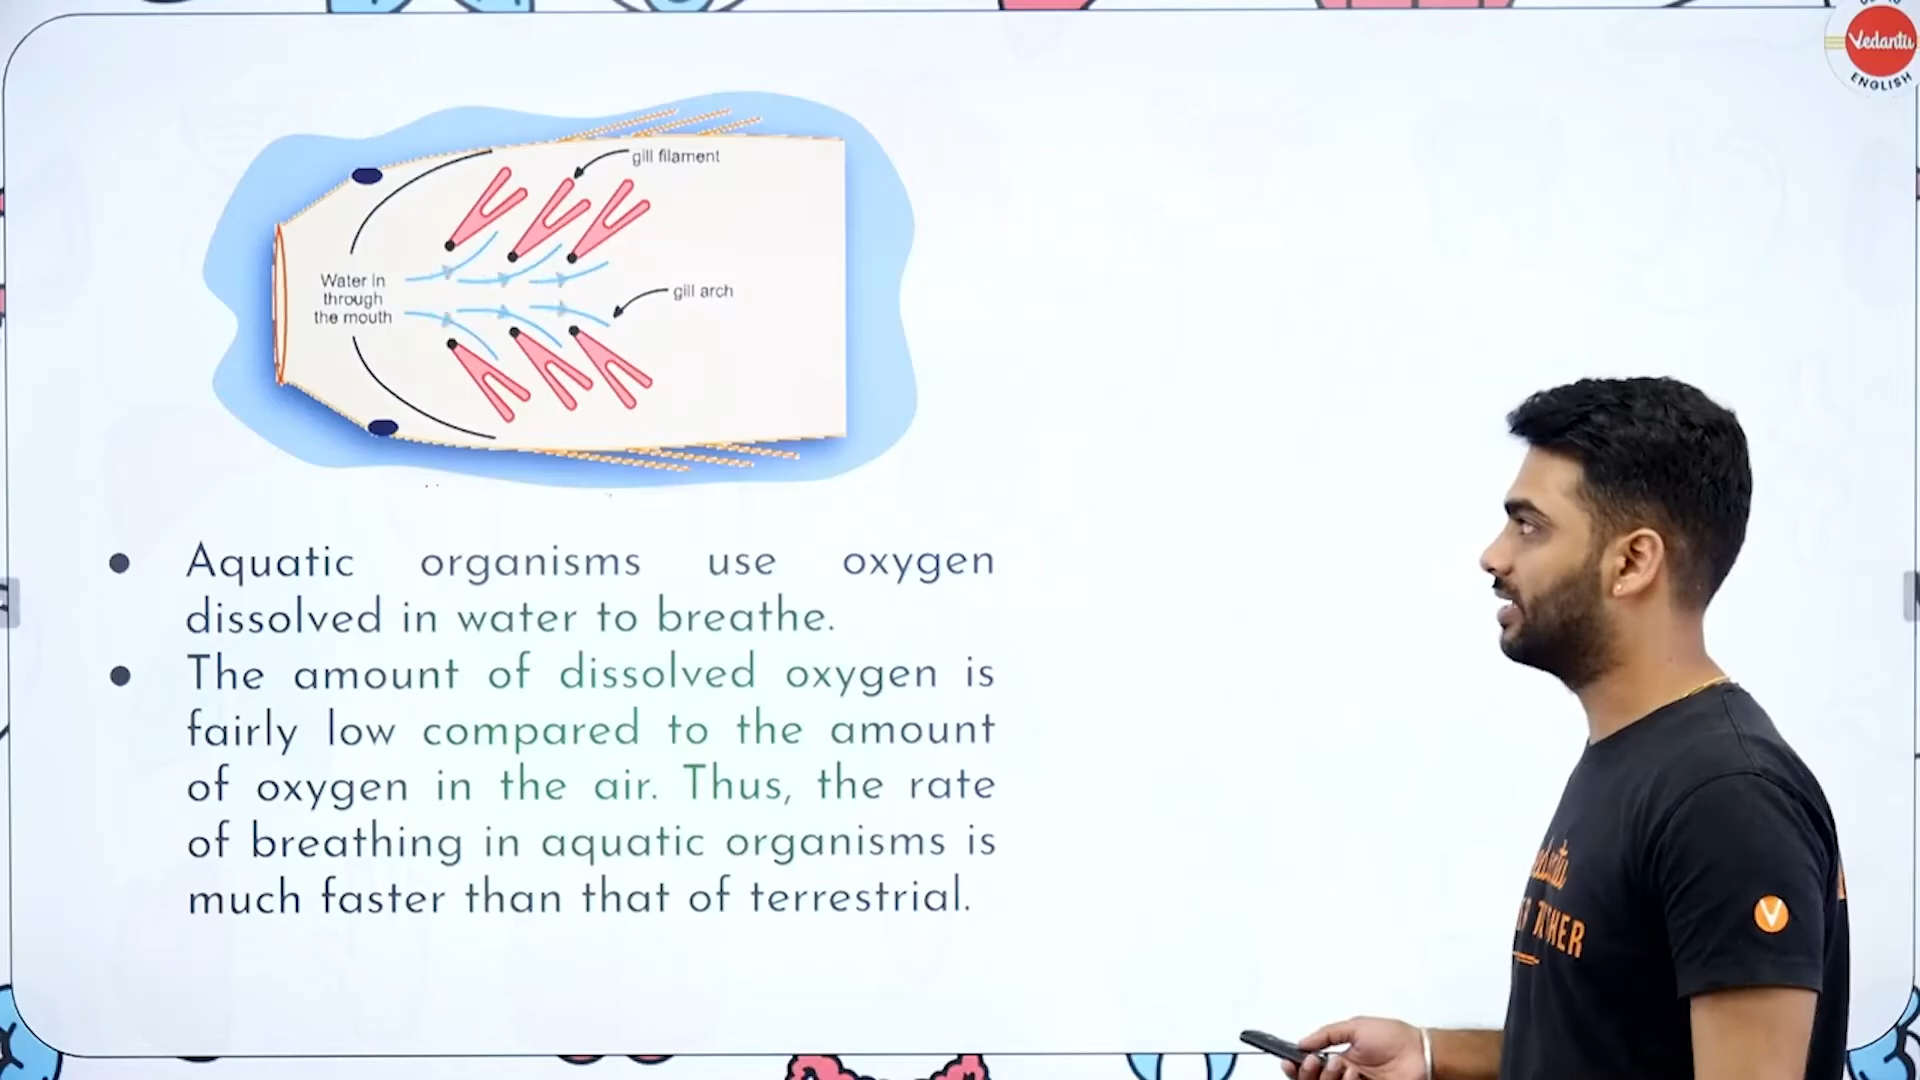 Vedantu
ENGLISH
gill filament
Water in
through
the mouth
gill arch
● Aquatic organisms use oxygen
dissolved in water to breathe.
● The amount of dissolved oxygen is
fairly low compared to the amount
of oxygen in the air. Thus, the rate
of breathing in aquatic organisms is
much faster than that of terrestrial.
V